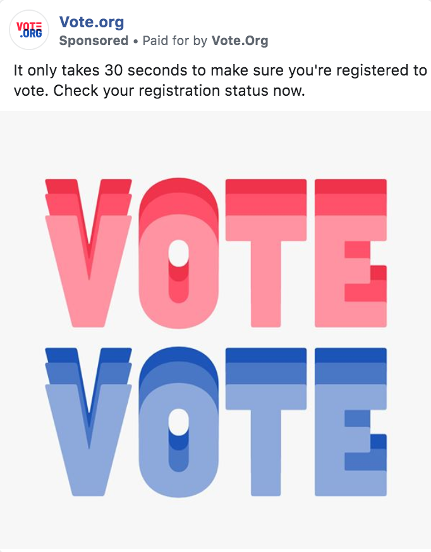 VOTE
.ORG
Vote.org
Sponsored • Paid for by Vote.Org
It only takes 30 seconds to make sure you're registered to
vote. Check your registration status now.
VOTE
VOTE